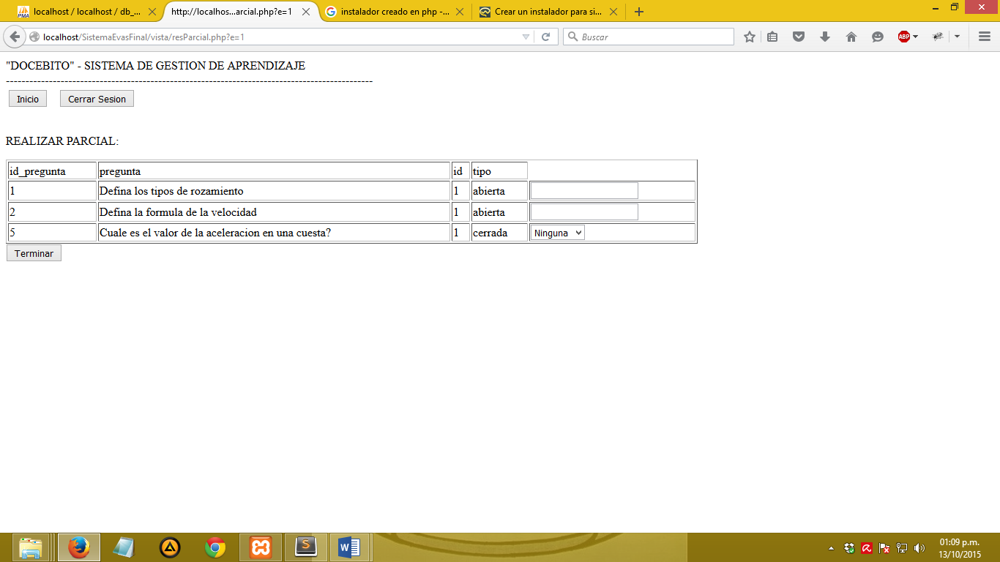 localhost / localhost / db_...
http://localhos...arcial.php?e=1
instalador creado en php -...
Crear un instalador para si...
localhost/SistemaEvasFinal/vista/resParcial.php?e=1
Buscar
ABP
"DOCEBITO" - SISTEMA DE GESTION DE APRENDIZAJE
----------------------------------------------------------------------------------------------
Inicio Cerrar Sesion
REALIZAR PARCIAL:
id_pregunta pregunta id tipo
1 Defina los tipos de rozamiento 1 abierta
2 Defina la formula de la velocidad 1 abierta
5 Cuale es el valor de la aceleracion en una cuesta? 1 cerrada Ninguna
Terminar
01:09 p.m.
13/10/2015